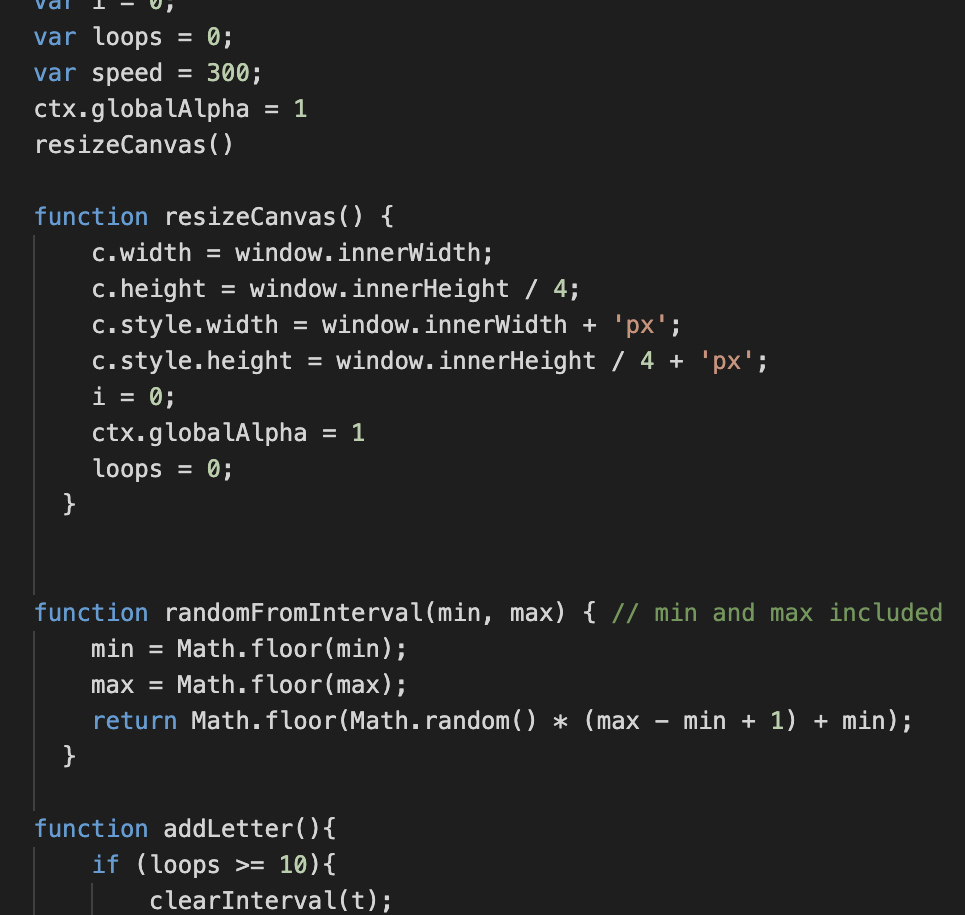 var i = 0;
var loops = 0;
var speed = 300;
ctx.globalAlpha = 1
resizeCanvas()
function resizeCanvas() {
c.width = window.innerWidth;
c.height = window.innerHeight / 4;
c.style.width = window.innerWidth + 'px';
c.style.height = window.innerHeight / 4 + 'px';
i = 0;
ctx.globalAlpha = 1
loops = 0;
}
function randomFromInterval(min, max) { // min and max included
min = Math.floor(min);
max = Math.floor(max);
return Math.floor(Math.random() * (max - min + 1) + min);
}
function addLetter(){
if (loops >= 10){
clearInterval(t);